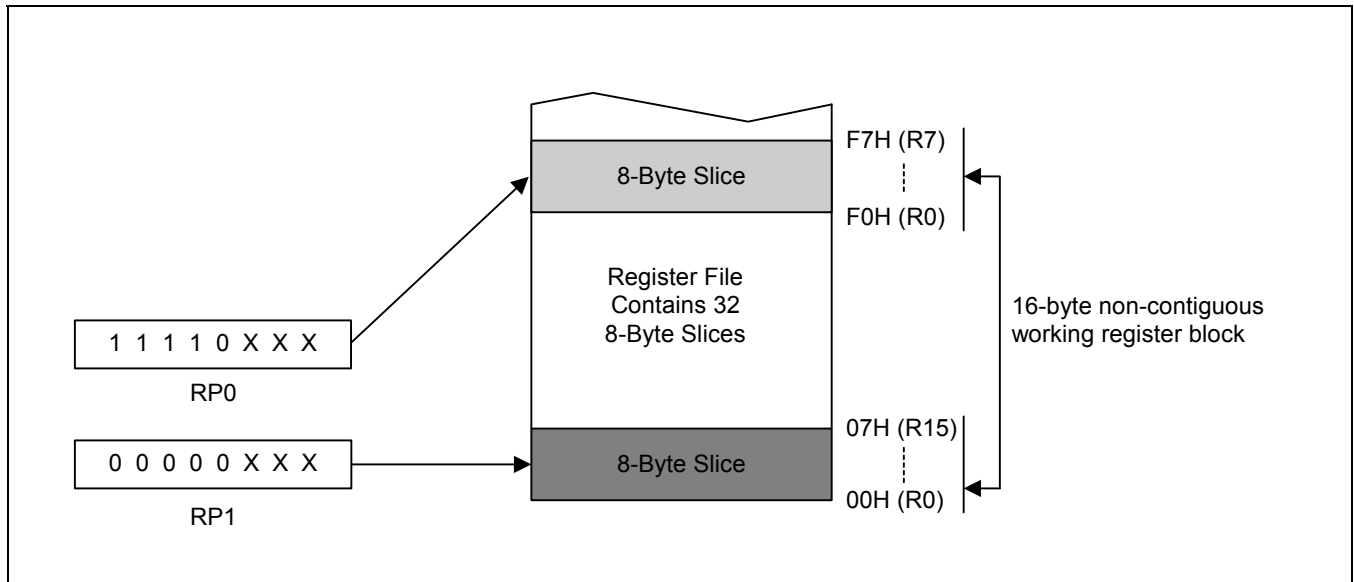 F7H (R7)
8-Byte Slice
F0H (R0)
Register File
Contains 32
8-Byte Slices
16-byte non-contiguous
working register block
1 1 1 1 0 X X X
RP0
07H (R15)
0 0 0 0 0 X X X
8-Byte Slice
00H (R0)
RP1